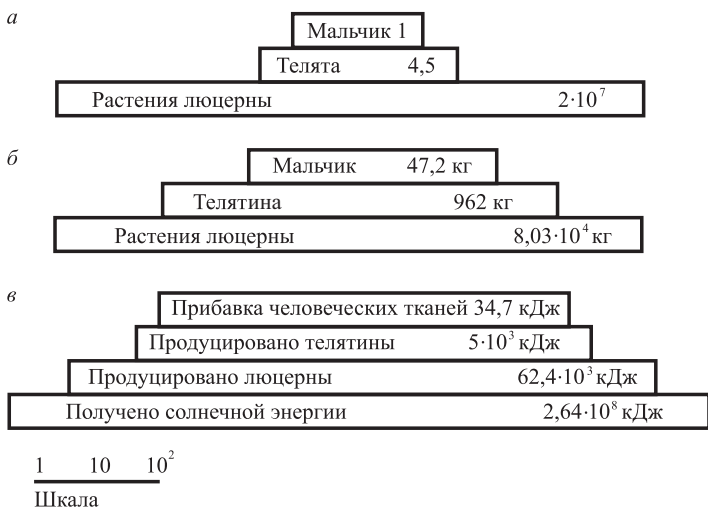 а
Мальчик 1
Телята 4,5
Растения люцерны 2·10⁷
б
Мальчик 47,2 кг
Телятина 962 кг
Растения люцерны 8,03·10⁴ кг
в
Прибавка человеческих тканей 34,7 кДж
Продуцировано телятины 5·10³ кДж
Продуцировано люцерны 62,4·10³ кДж
Получено солнечной энергии 2,64·10⁸ кДж
1 10 10²
Шкала